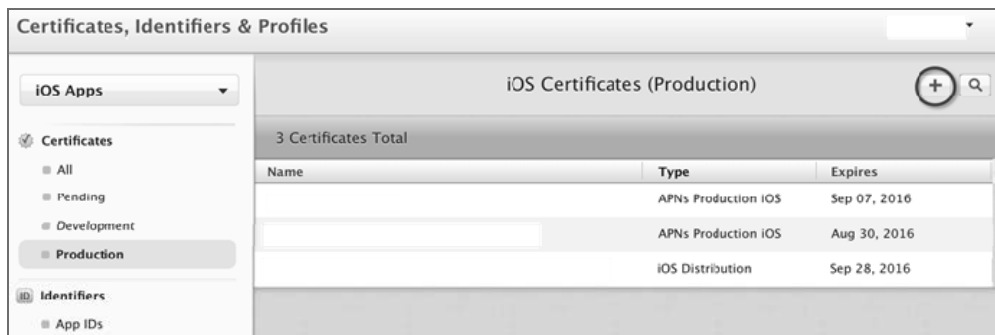 Certificates, Identifiers & Profiles
iOS Apps
iOS Certificates (Production)
Certificates
3 Certificates Total
All
Name Type Expires
Pending
APNs Production iOS Sep 07, 2016
Development
APNs Production iOS Aug 30, 2016
Production
iOS Distribution Sep 28, 2016
ID Identifiers
App IDs